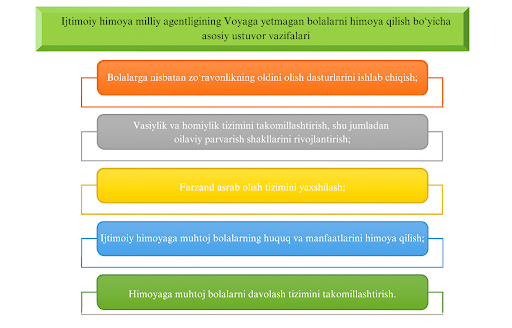 Ijtimoiy himoya milliy agentligining Voyaga yetmagan bolalarni himoya qilish bo‘yicha
asosiy ustuvor vazifalari
Bolalarga nisbatan zo‘ravonlikning oldini olish dasturlarini ishlab chiqish;
Vasiylik va homiylik tizimini takomillashtirish, shu jumladan
oilaviy parvarish shakllarini rivojlantirish;
Farzand asrab olish tizimini yaxshilash;
Ijtimoiy himoyaga muhtoj bolalarning huquq va manfaatlarini himoya qilish;
Himoyaga muhtoj bolalarni davolash tizimini takomillashtirish.